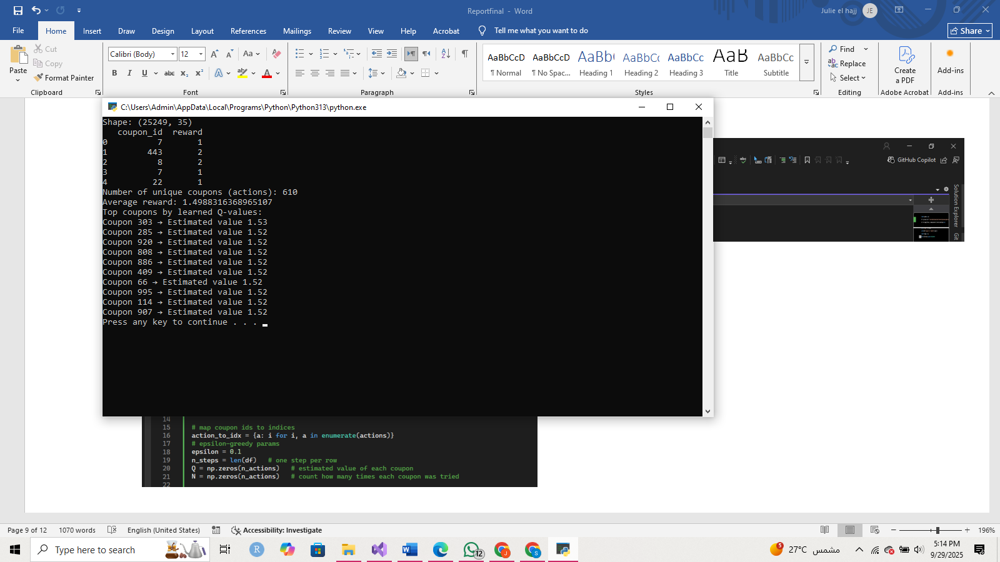 Reportfinal - Word
Julie el hajj
JE
File Home Insert Draw Design Layout References Mailings Review View Help Acrobat Tell me what you want to do
Share
Paste
Cut
Copy
Format Painter
Clipboard
Calibri (Body) 12
Font
Paragraph
AaBbCcD AaBbCcD AaBb( AaBbCc AaBbCc AaB AaBbCc
¶ Normal ¶ No Spac... Heading 1 Heading 2 Heading 3 Title Subtitle
Styles
Find
Replace
Select
Editing
Create a PDF
Adobe Acrobat
Add-ins
Add-ins
C:\Users\Admin\AppData\Local\Programs\Python\Python313\python.exe
Shape: (25249, 35)
coupon_id reward
0 7 1
1 443 2
2 8 2
3 7 1
4 22 1
Number of unique coupons (actions): 610
Average reward: 1.4988316368965107
Top coupons by learned Q-values:
Coupon 303 → Estimated value 1.53
Coupon 285 → Estimated value 1.52
Coupon 920 → Estimated value 1.52
Coupon 808 → Estimated value 1.52
Coupon 886 → Estimated value 1.52
Coupon 409 → Estimated value 1.52
Coupon 66 → Estimated value 1.52
Coupon 995 → Estimated value 1.52
Coupon 114 → Estimated value 1.52
Coupon 907 → Estimated value 1.52
Press any key to continue . . .
GitHub Copilot
Solution Explorer
Git
14
15 # map coupon ids to indices
16 action_to_idx = {a: i for i, a in enumerate(actions)}
17 # epsilon-greedy params
18 epsilon = 0.1
19 n_steps = len(df) # one step per row
20 Q = np.zeros(n_actions) # estimated value of each coupon
21 N = np.zeros(n_actions) # count how many times each coupon was tried
22
Page 9 of 12 1070 words English (United States) Accessibility: Investigate 196%
Type here to search
12
27°C مشمس
5:14 PM
9/29/2025